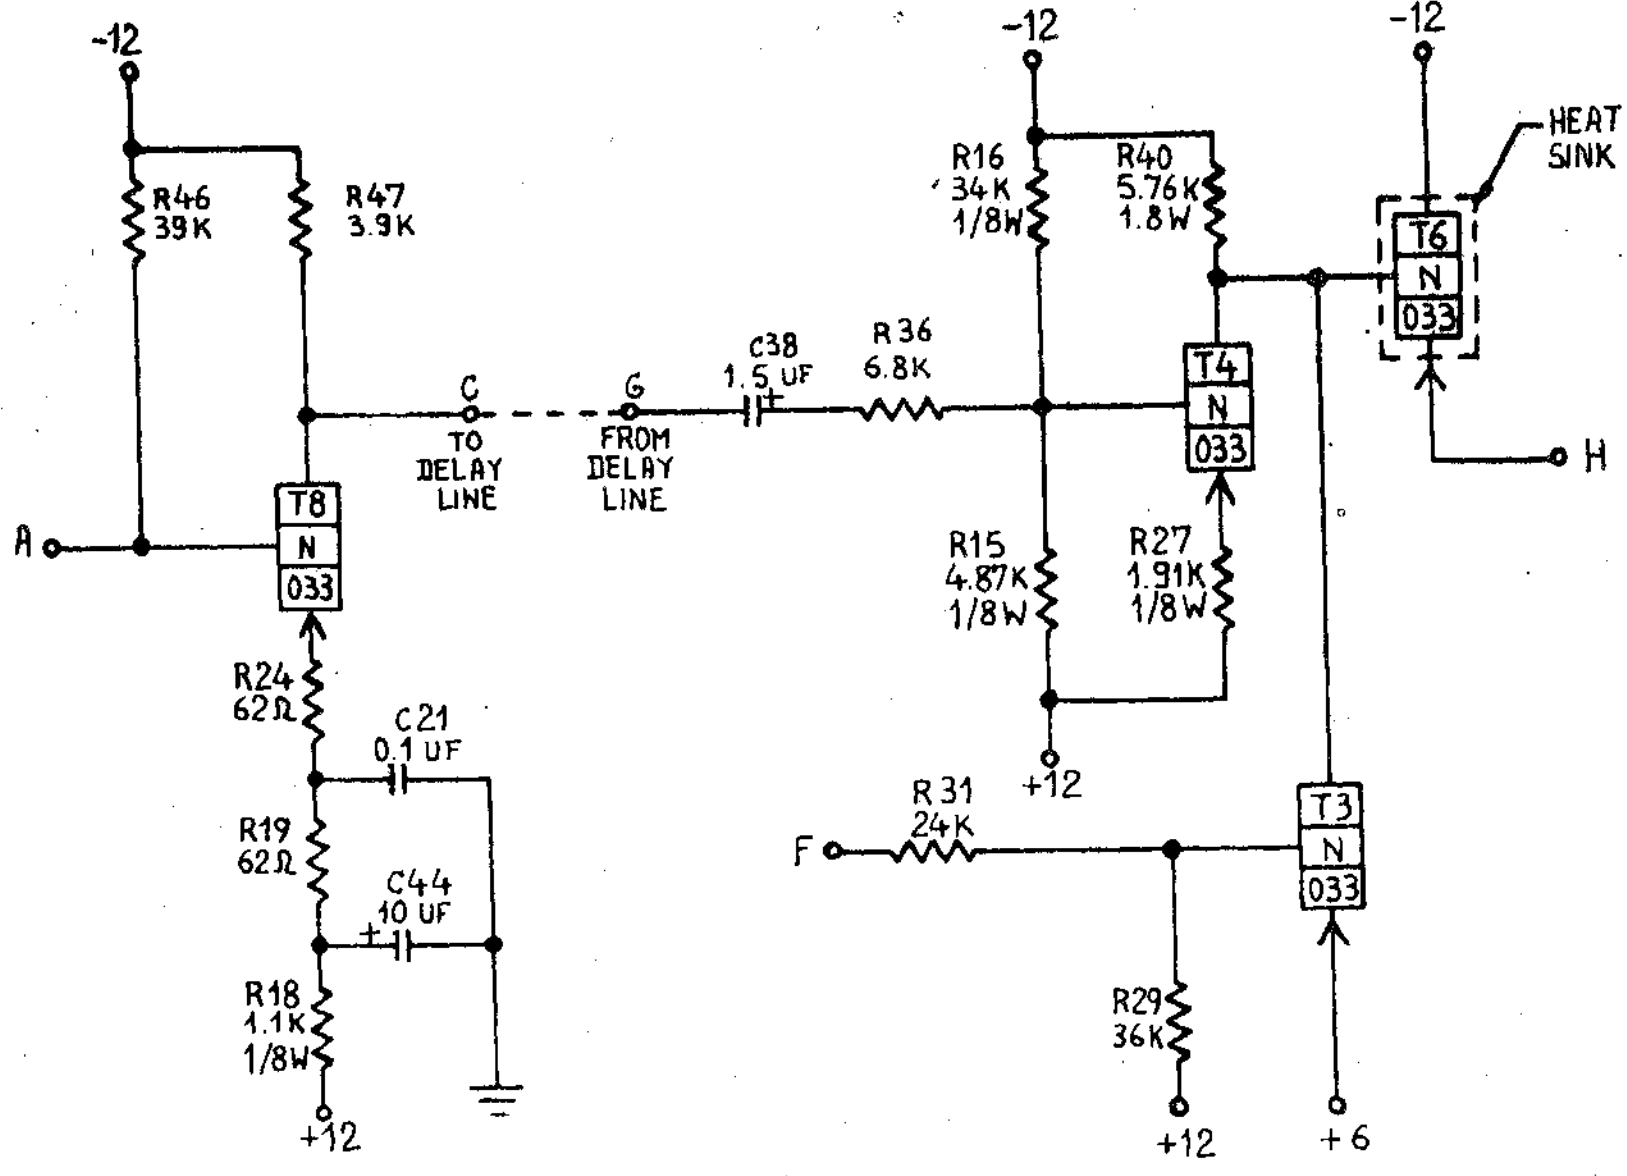 -12
R46
39K
R47
3.9K
A
T8
N
033
R24
62Ω
C21
0.1 UF
R19
62Ω
C44
+
10 UF
R18
1.1K
1/8W
+12
C
TO
DELAY
LINE
G
FROM
DELAY
LINE
C38
1.5 UF
+
R36
6.8K
-12
R16
34K
1/8W
R40
5.76K
1.8W
T4
N
033
R15
4.87K
1/8W
R27
1.91K
1/8W
+12
-12
HEAT
SINK
T6
N
033
H
F
R31
24K
T3
N
033
R29
36K
+12
+6